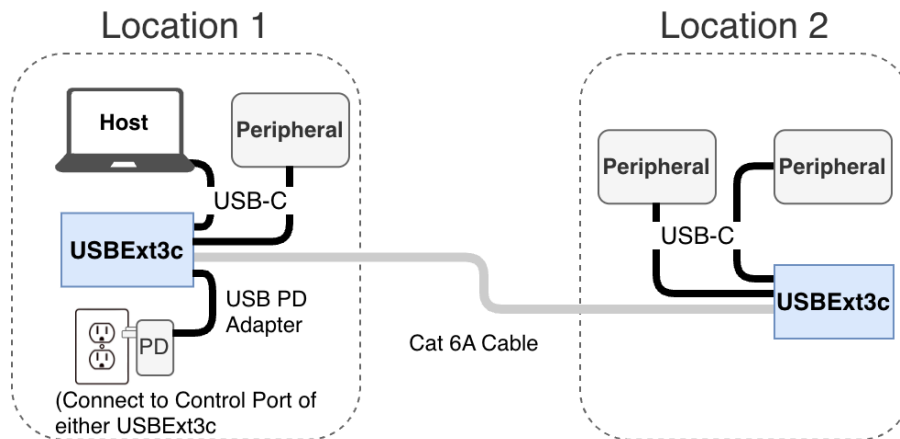 Location 1
Location 2
Host
Peripheral
USB-C
USBExt3c
USB PD
Adapter
PD
(Connect to Control Port of
either USBExt3c
Cat 6A Cable
Peripheral
Peripheral
USB-C
USBExt3c